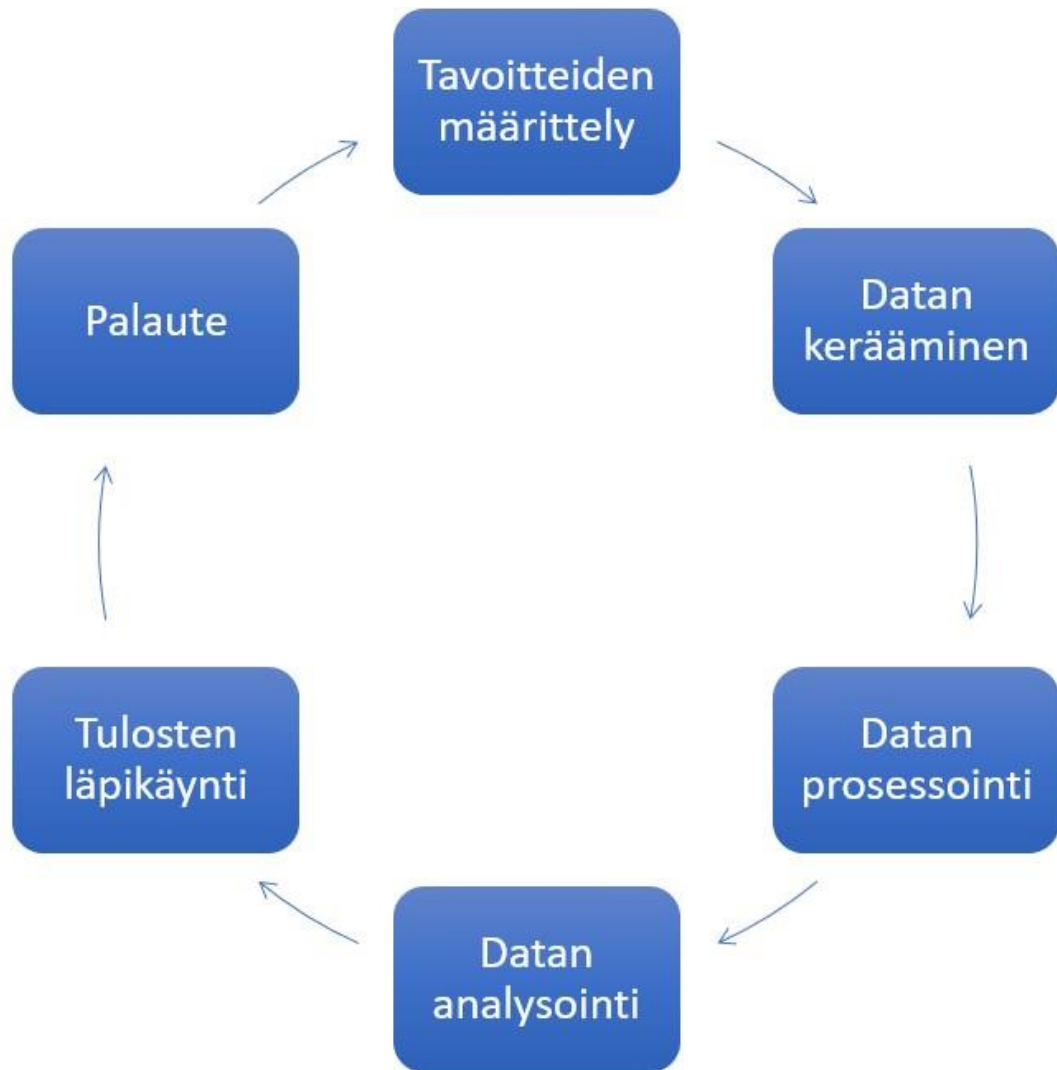 Tavoitteiden
määrittely
Datan
kerääminen
Datan
prosessointi
Datan
analysointi
Tulosten
läpikäynti
Palaute